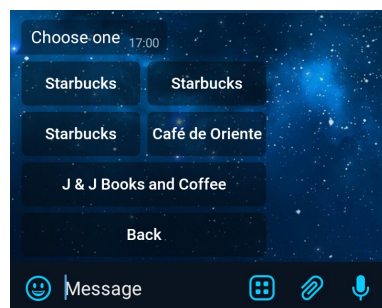 Choose one 17:00
Starbucks Starbucks
Starbucks Café de Oriente
J & J Books and Coffee
Back
Message